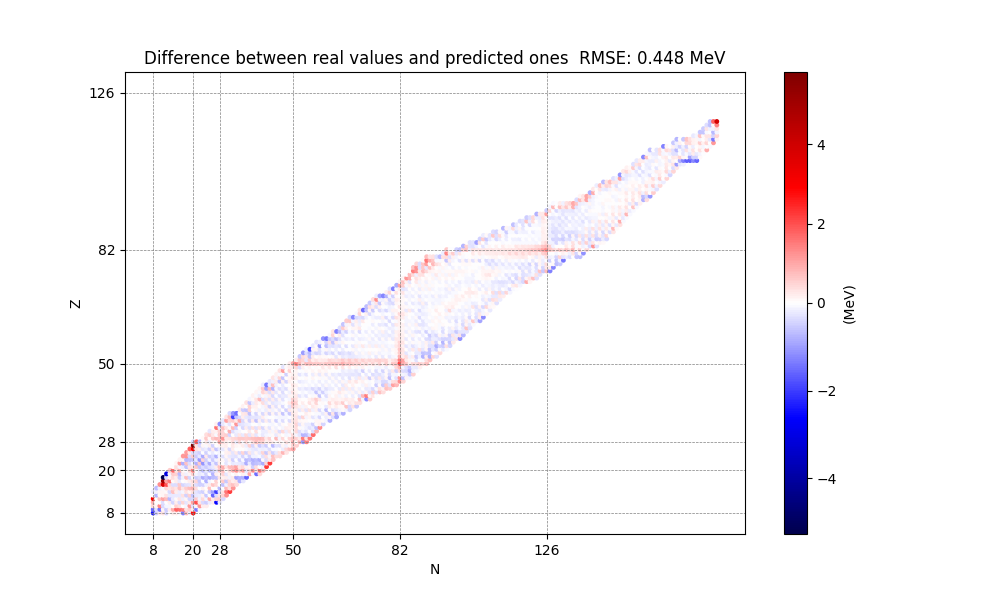 Difference between real values and predicted ones  RMSE: 0.448 MeV
126
82
50
28
20
8
Z
8 20 28 50 82 126
N
4
2
0
−2
−4
(MeV)